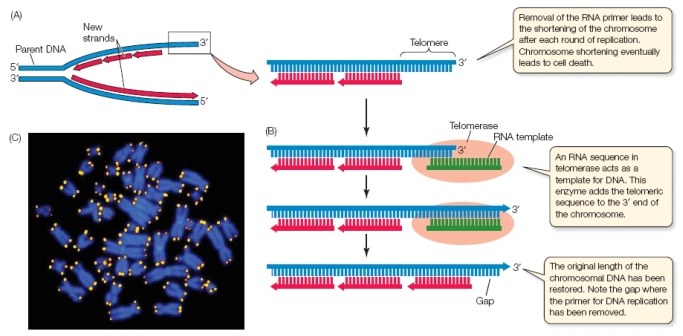 (A)
New
strands
Parent DNA
3′
5′
3′
5′
Telomere
3′
Removal of the RNA primer leads to
the shortening of the chromosome
after each round of replication.
Chromosome shortening eventually
leads to cell death.
(C)
(B)
Telomerase
RNA template
3′
An RNA sequence in
telomerase acts as a
template for DNA. This
enzyme adds the telomeric
sequence to the 3′ end of
the chromosome.
3′
3′
Gap
The original length of the
chromosomal DNA has been
restored. Note the gap where
the primer for DNA replication
has been removed.